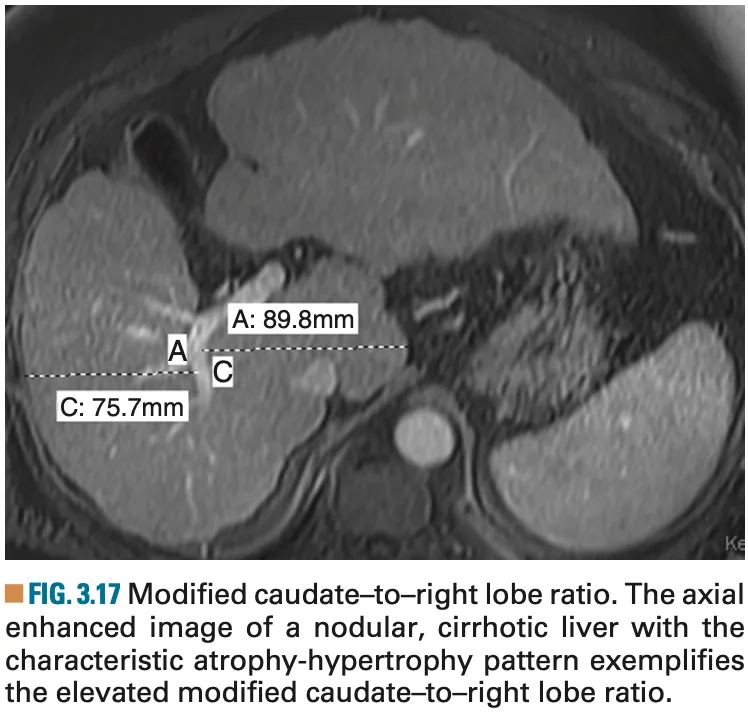 A: 89.8mm
A
C
C: 75.7mm
Ke
■ FIG. 3.17 Modified caudate–to–right lobe ratio. The axial
enhanced image of a nodular, cirrhotic liver with the
characteristic atrophy-hypertrophy pattern exemplifies
the elevated modified caudate–to–right lobe ratio.